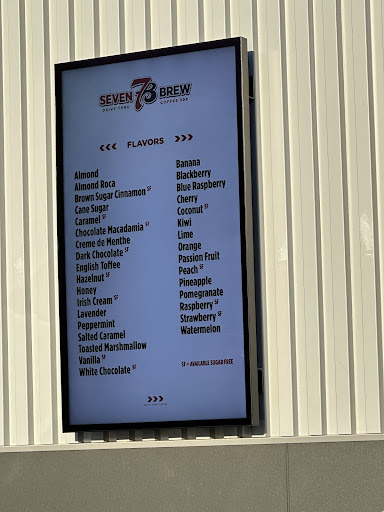 SEVEN 7B BREW
DRIVE THRU COFFEE
<<< FLAVORS >>>
Almond
Almond Roca
Brown Sugar Cinnamon SF
Cane Sugar
Caramel SF
Chocolate Macadamia SF
Creme de Menthe
Dark Chocolate SF
English Toffee
Hazelnut SF
Honey
Irish Cream SF
Lavender
Peppermint
Salted Caramel
Toasted Marshmallow
Vanilla SF
White Chocolate SF
Banana
Blackberry
Blue Raspberry
Cherry
Coconut SF
Kiwi
Lime
Orange
Passion Fruit
Peach SF
Pineapple
Pomegranate
Raspberry SF
Strawberry SF
Watermelon
SF = AVAILABLE SUGAR FREE
>>>